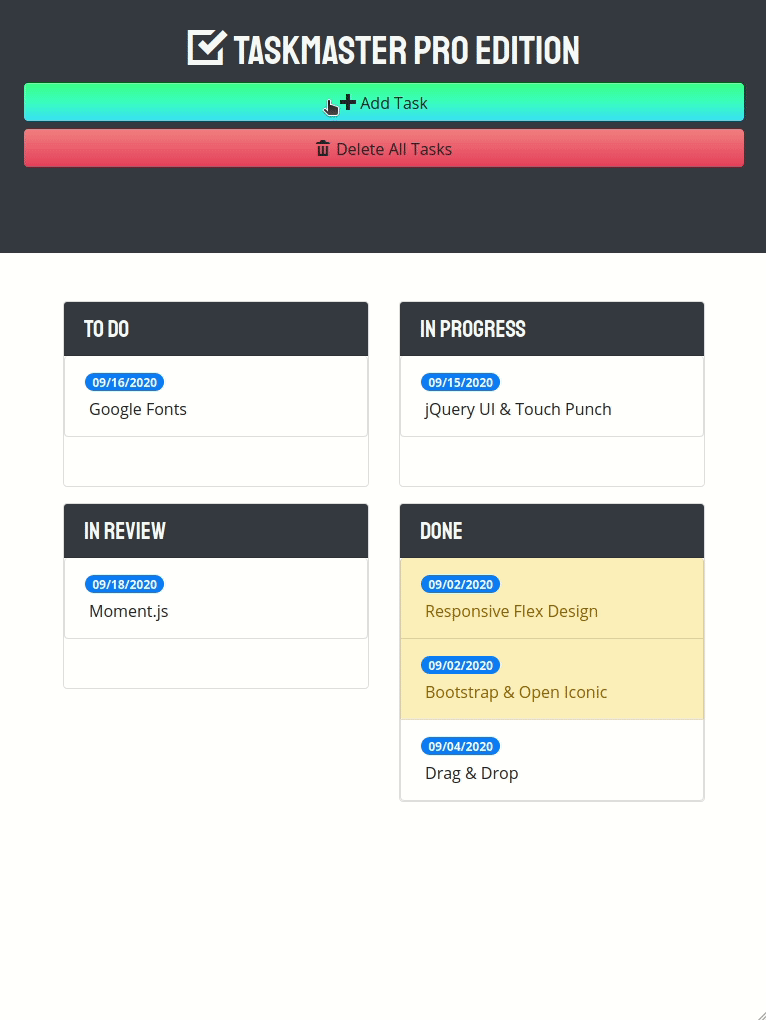 TASKMASTER PRO EDITION
Add Task
Delete All Tasks
TO DO
09/16/2020
Google Fonts
IN PROGRESS
09/15/2020
jQuery UI & Touch Punch
IN REVIEW
09/18/2020
Moment.js
DONE
09/02/2020
Responsive Flex Design
09/02/2020
Bootstrap & Open Iconic
09/04/2020
Drag & Drop